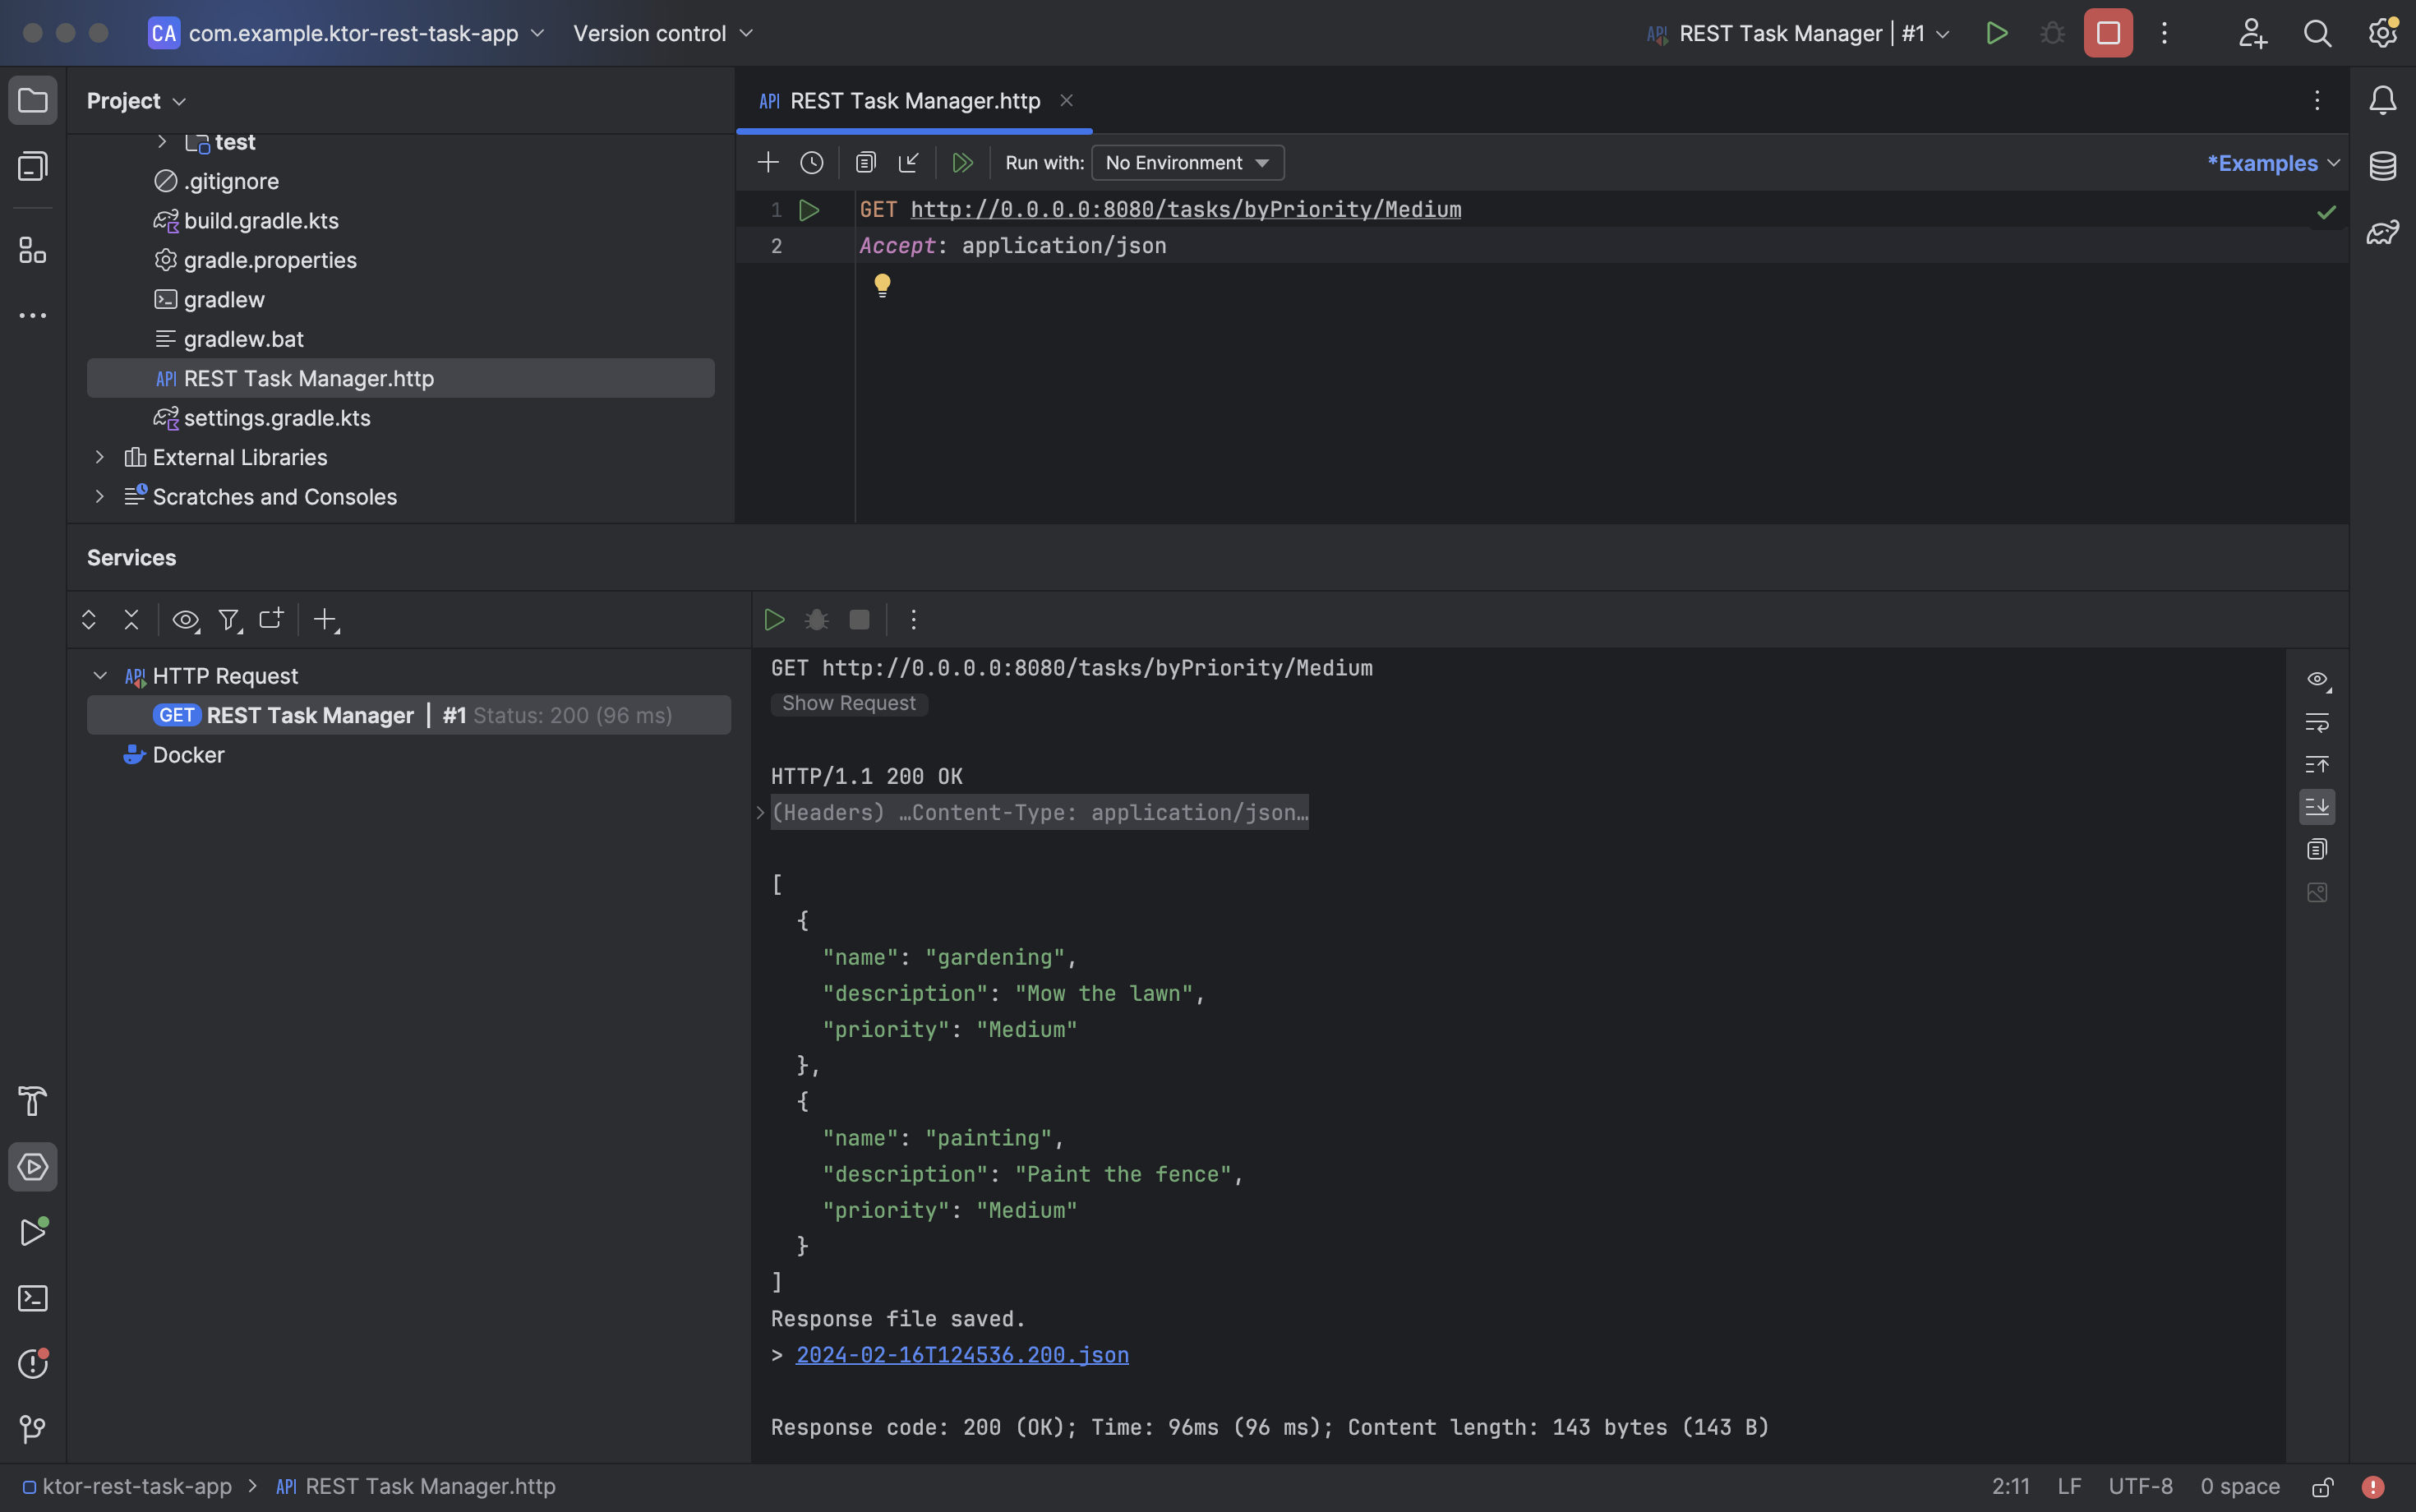 CA com.example.ktor-rest-task-app Version control API REST Task Manager | #1
Project
test
.gitignore
build.gradle.kts
gradle.properties
gradlew
gradlew.bat
API REST Task Manager.http
settings.gradle.kts
External Libraries
Scratches and Consoles
API REST Task Manager.http
Run with: No Environment *Examples
1 GET http://0.0.0.0:8080/tasks/byPriority/Medium
2 Accept: application/json
Services
API HTTP Request
GET REST Task Manager | #1 Status: 200 (96 ms)
Docker
GET http://0.0.0.0:8080/tasks/byPriority/Medium
Show Request
HTTP/1.1 200 OK
(Headers) …Content-Type: application/json…
[
{
"name": "gardening",
"description": "Mow the lawn",
"priority": "Medium"
},
{
"name": "painting",
"description": "Paint the fence",
"priority": "Medium"
}
]
Response file saved.
> 2024-02-16T124536.200.json
Response code: 200 (OK); Time: 96ms (96 ms); Content length: 143 bytes (143 B)
ktor-rest-task-app > API REST Task Manager.http 2:11 LF UTF-8 0 space